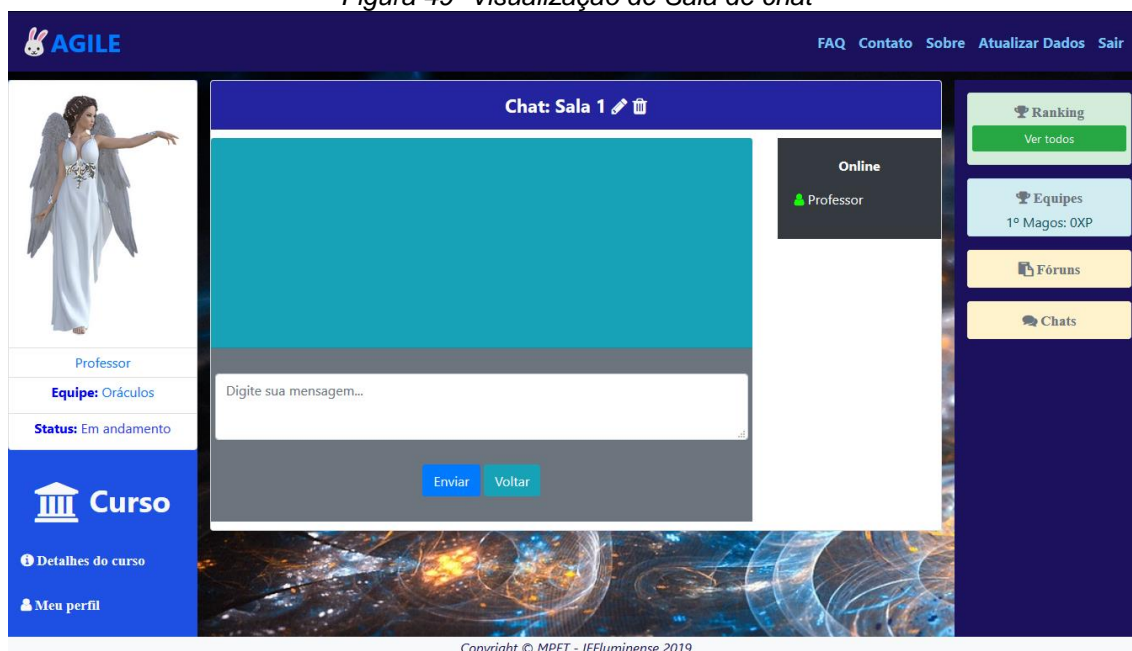 Figura 49- Visualização de Sala de chat
AGILE
FAQ Contato Sobre Atualizar Dados Sair
Chat: Sala 1
Online
Professor
Digite sua mensagem...
Enviar Voltar
Professor
Equipe: Oráculos
Status: Em andamento
Curso
Detalhes do curso
Meu perfil
Ranking
Ver todos
Equipes
1º Magos: 0XP
Fóruns
Chats
Copyright © MPET - IFFluminense 2019